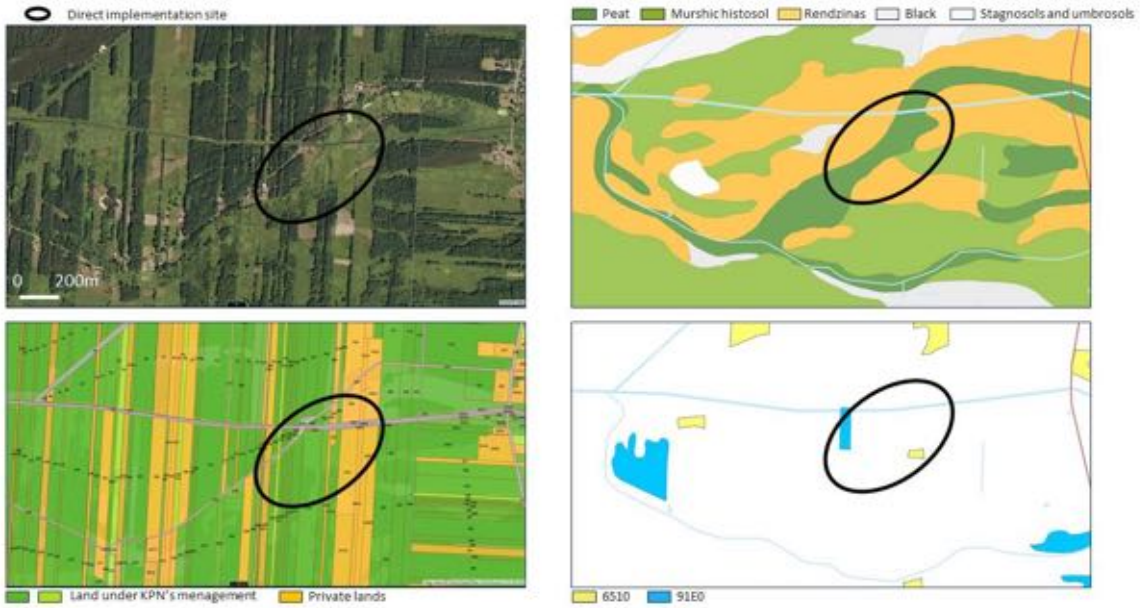 Direct implementation site
Peat Murshic histosol Rendzinas Black Stagnosols and umbrosols
0 200m
Land under KPN's menagement Private lands
6510 91E0